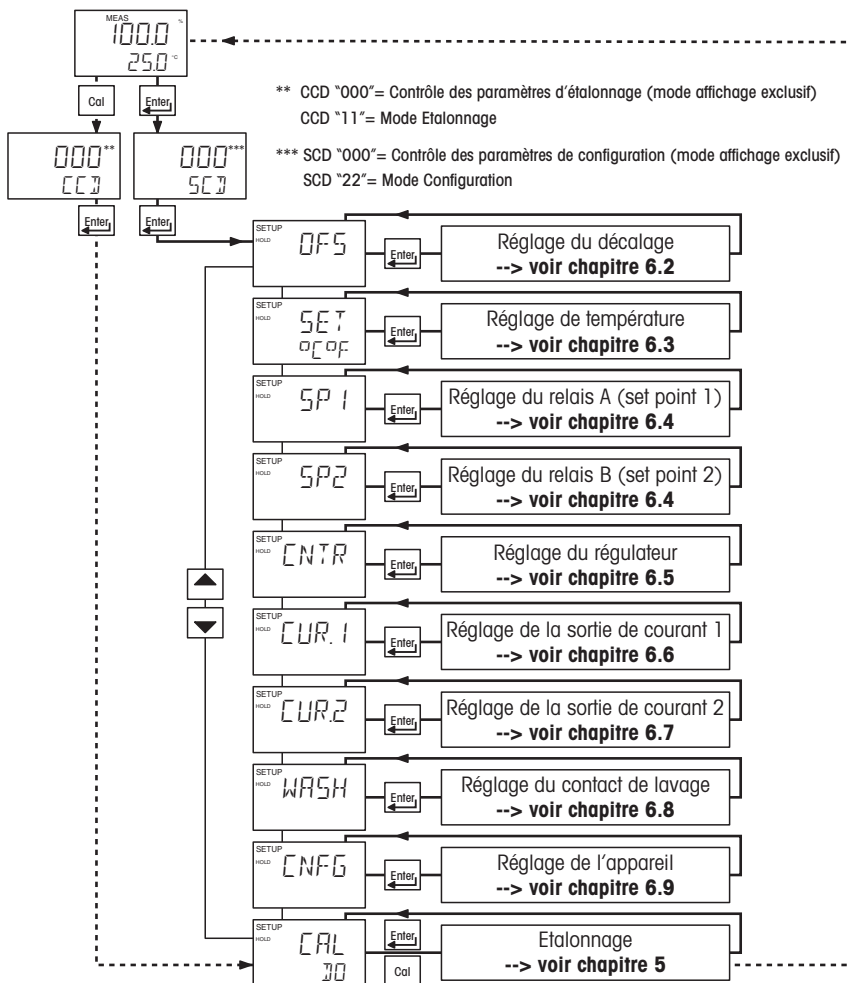 MEAS
100.0 %
25.0 °C
Cal
Enter
000**
CCD
000***
SCD
Enter
Enter
** CCD "000"= Contrôle des paramètres d'étalonnage (mode affichage exclusif)
CCD "11"= Mode Etalonnage
*** SCD "000"= Contrôle des paramètres de configuration (mode affichage exclusif)
SCD "22"= Mode Configuration
SETUP
HOLD
OFS
Enter
Réglage du décalage
--> voir chapitre 6.2
SETUP
HOLD
SET
°C°F
Enter
Réglage de température
--> voir chapitre 6.3
SETUP
HOLD
SP1
Enter
Réglage du relais A (set point 1)
--> voir chapitre 6.4
SETUP
HOLD
SP2
Enter
Réglage du relais B (set point 2)
--> voir chapitre 6.4
SETUP
HOLD
CNTR
Enter
Réglage du régulateur
--> voir chapitre 6.5
SETUP
HOLD
CUR.1
Enter
Réglage de la sortie de courant 1
--> voir chapitre 6.6
SETUP
HOLD
CUR.2
Enter
Réglage de la sortie de courant 2
--> voir chapitre 6.7
SETUP
HOLD
WASH
Enter
Réglage du contact de lavage
--> voir chapitre 6.8
SETUP
HOLD
CNFG
Enter
Réglage de l'appareil
--> voir chapitre 6.9
SETUP
HOLD
CAL
DO
Enter
Cal
Etalonnage
--> voir chapitre 5